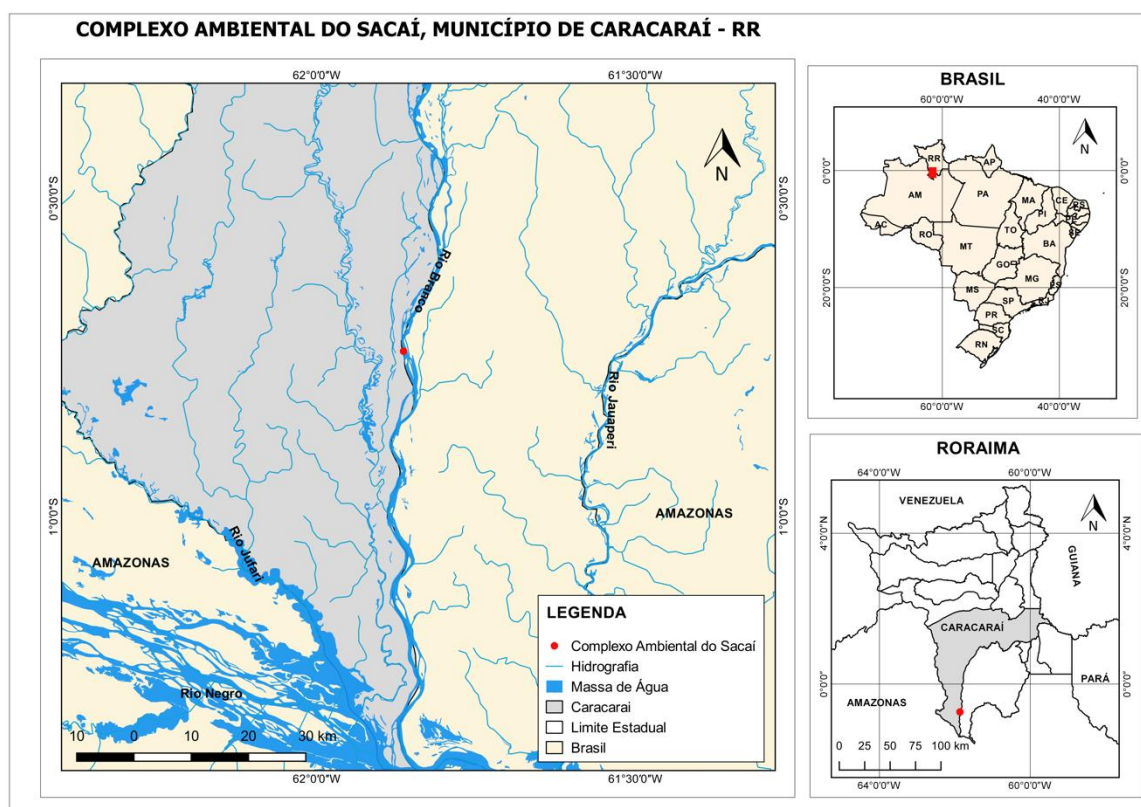 COMPLEXO AMBIENTAL DO SACAÍ, MUNICÍPIO DE CARACARAÍ - RR
62°0'0"W
61°30'0"W
0°30'0"S
0°30'0"S
1°0'0"S
1°0'0"S
N
Rio Branco
Rio Jauaperi
AMAZONAS
AMAZONAS
Rio Jufari
Rio Negro
10 0 10 20 30 km
62°0'0"W
61°30'0"W
LEGENDA
Complexo Ambiental do Sacaí
Hidrografia
Massa de Água
Caracarai
Limite Estadual
Brasil
BRASIL
60°0'0"W
40°0'0"W
0°0'0"
0°0'0"
20°0'0"S
20°0'0"S
N
RR
AP
AM
PA
MA
CE
PI
AC
RO
TO
BA
MT
GO
MG
ES
MS
SP
RJ
PR
SC
RN
SE
60°0'0"W
40°0'0"W
RORAIMA
64°0'0"W
60°0'0"W
4°0'0"N
4°0'0"N
0°0'0"
0°0'0"
N
VENEZUELA
GUIANA
CARACARAÍ
AMAZONAS
PARÁ
0 25 50 75 100 km
64°0'0"W
60°0'0"W